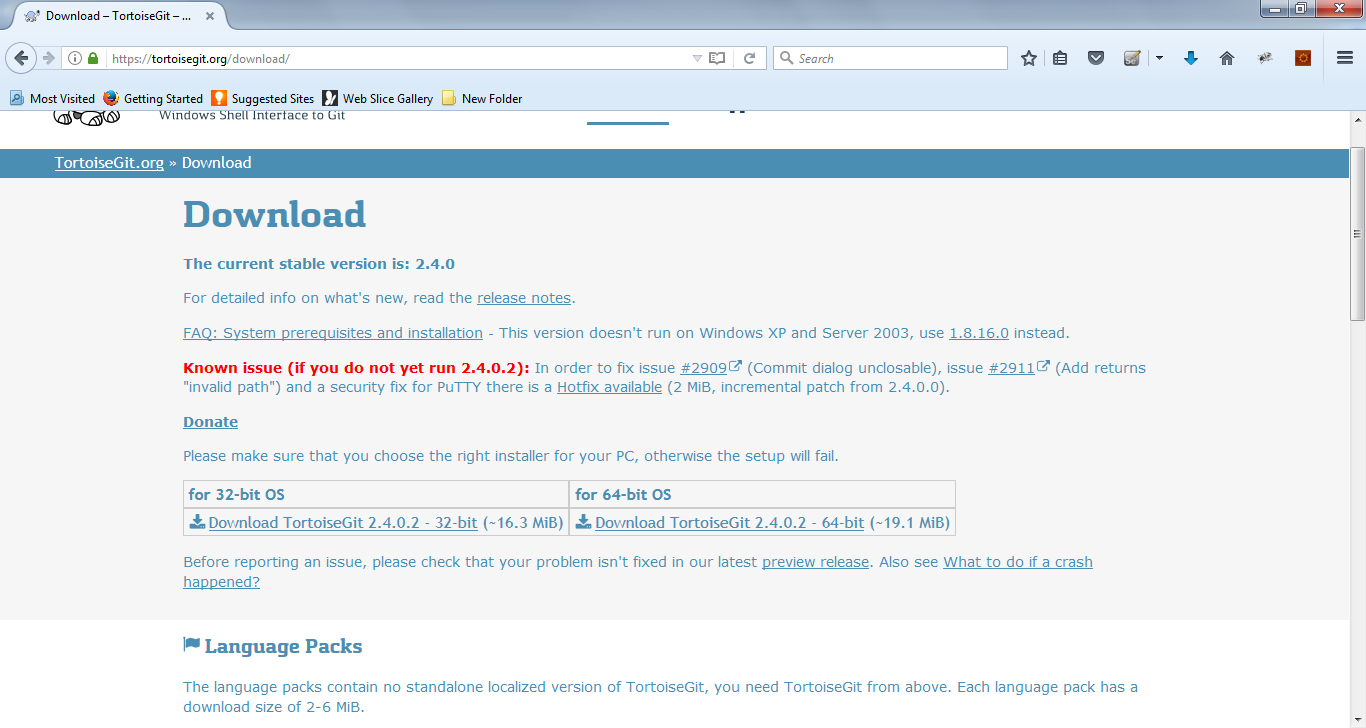 Download – TortoiseGit – ...
https://tortoisegit.org/download/
Search
Most Visited Getting Started Suggested Sites Web Slice Gallery New Folder
Windows Shell Interface to Git
TortoiseGit.org » Download
Download
The current stable version is: 2.4.0
For detailed info on what's new, read the release notes.
FAQ: System prerequisites and installation - This version doesn't run on Windows XP and Server 2003, use 1.8.16.0 instead.
Known issue (if you do not yet run 2.4.0.2): In order to fix issue #2909 (Commit dialog unclosable), issue #2911 (Add returns
"invalid path") and a security fix for PuTTY there is a Hotfix available (2 MiB, incremental patch from 2.4.0.0).
Donate
Please make sure that you choose the right installer for your PC, otherwise the setup will fail.
for 32-bit OS for 64-bit OS
Download TortoiseGit 2.4.0.2 - 32-bit (~16.3 MiB) Download TortoiseGit 2.4.0.2 - 64-bit (~19.1 MiB)
Before reporting an issue, please check that your problem isn't fixed in our latest preview release. Also see What to do if a crash
happened?
Language Packs
The language packs contain no standalone localized version of TortoiseGit, you need TortoiseGit from above. Each language pack has a
download size of 2-6 MiB.